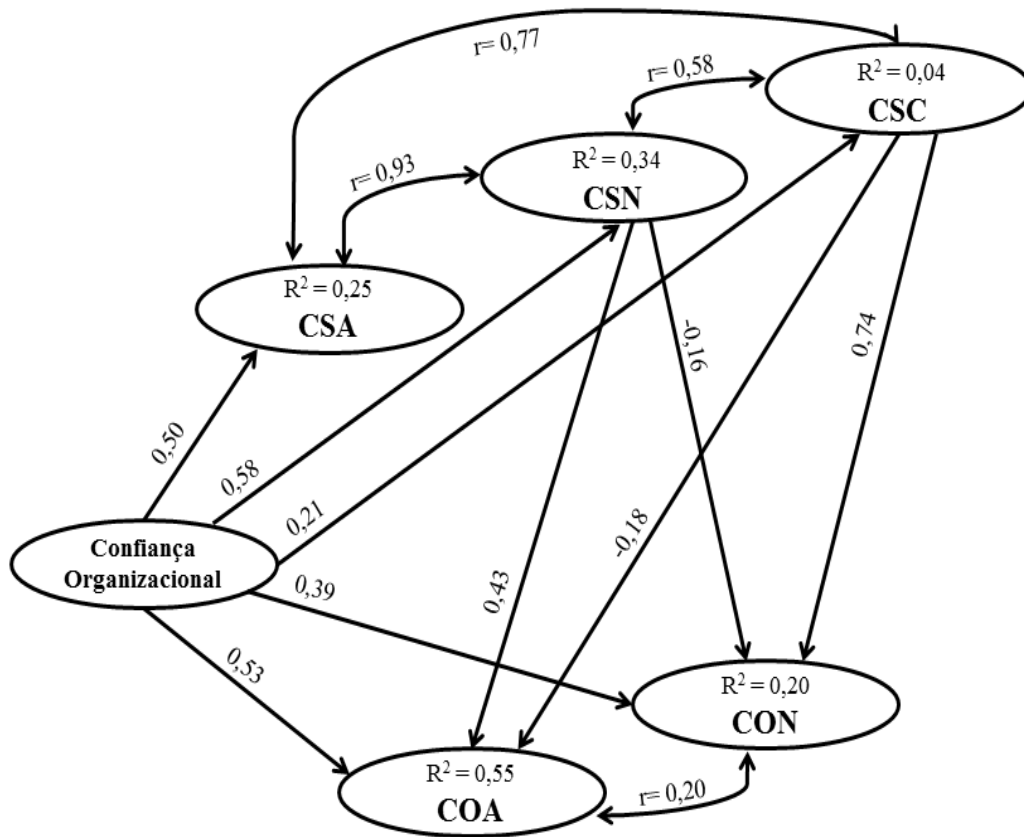 r= 0,77
R² = 0,04
CSC
r= 0,58
R² = 0,34
CSN
r= 0,93
R² = 0,25
CSA
-0,16
0,74
0,50
0,58
0,21
-0,18
Confiança
Organizacional
0,39
0,43
0,53
R² = 0,20
CON
R² = 0,55
COA
r= 0,20